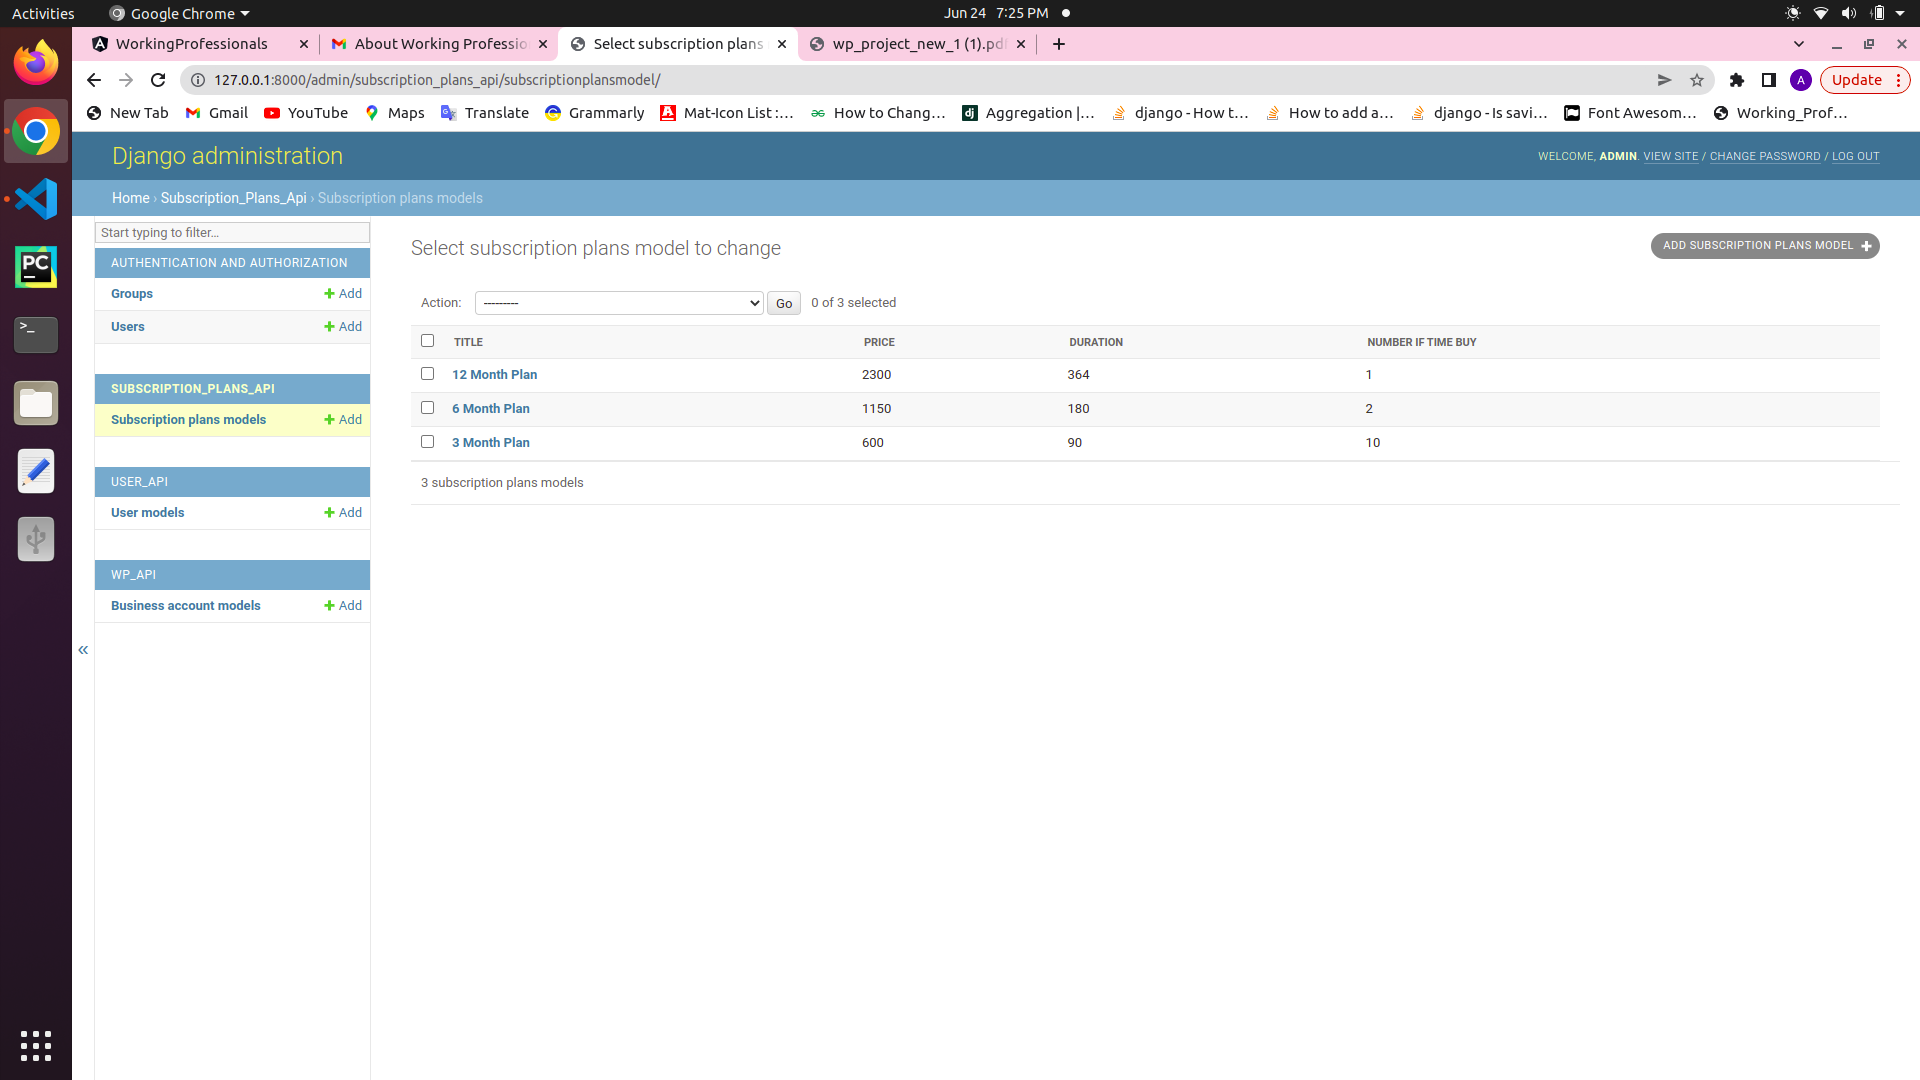 Activities Google Chrome Jun 24 7:25 PM
WorkingProfessionals About Working Professio Select subscription plans wp_project_new_1 (1).pdf
127.0.0.1:8000/admin/subscription_plans_api/subscriptionplansmodel/ A Update
New Tab Gmail YouTube Maps Translate Grammarly Mat-Icon List :… How to Chang… Aggregation |… django - How t… How to add a… django - Is savi… Font Awesom… Working_Prof…
Django administration
WELCOME, ADMIN. VIEW SITE / CHANGE PASSWORD / LOG OUT
Home › Subscription_Plans_Api › Subscription plans models
Start typing to filter…
AUTHENTICATION AND AUTHORIZATION
Groups Add
Users Add
SUBSCRIPTION_PLANS_API
Subscription plans models Add
USER_API
User models Add
WP_API
Business account models Add
«
Select subscription plans model to change
ADD SUBSCRIPTION PLANS MODEL
Action: --------- Go 0 of 3 selected
TITLE PRICE DURATION NUMBER IF TIME BUY
12 Month Plan 2300 364 1
6 Month Plan 1150 180 2
3 Month Plan 600 90 10
3 subscription plans models
PC
>_